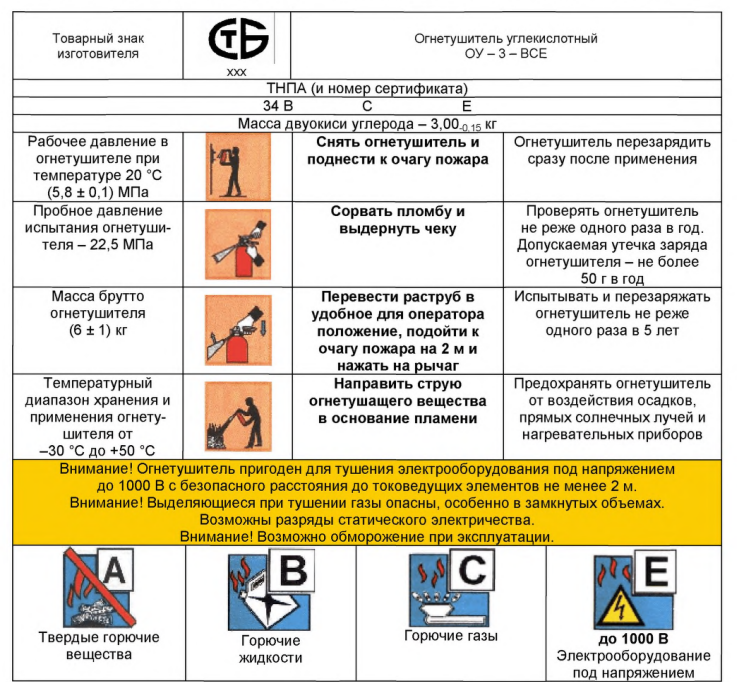 Товарный знак
изготовителя
СТБ
xxx
Огнетушитель углекислотный
ОУ – 3 – ВСЕ
ТНПА (и номер сертификата)
34 В С Е
Масса двуокиси углерода – 3,00-0,15 кг
Рабочее давление в
огнетушителе при
температуре 20 °С
(5,8 ± 0,1) МПа
Снять огнетушитель и
поднести к очагу пожара
Огнетушитель перезарядить
сразу после применения
Пробное давление
испытания огнетуши-
теля – 22,5 МПа
Сорвать пломбу и
выдернуть чеку
Проверять огнетушитель
не реже одного раза в год.
Допускаемая утечка заряда
огнетушителя – не более
50 г в год
Масса брутто
огнетушителя
(6 ± 1) кг
Перевести раструб в
удобное для оператора
положение, подойти к
очагу пожара на 2 м и
нажать на рычаг
Испытывать и перезаряжать
огнетушитель не реже
одного раза в 5 лет
Температурный
диапазон хранения и
применения огнету-
шителя от
–30 °С до +50 °С
Направить струю
огнетушащего вещества
в основание пламени
Предохранять огнетушитель
от воздействия осадков,
прямых солнечных лучей и
нагревательных приборов
Внимание! Огнетушитель пригоден для тушения электрооборудования под напряжением
до 1000 В с безопасного расстояния до токоведущих элементов не менее 2 м.
Внимание! Выделяющиеся при тушении газы опасны, особенно в замкнутых объемах.
Возможны разряды статического электричества.
Внимание! Возможно обморожение при эксплуатации.
A
Твердые горючие
вещества
B
Горючие
жидкости
C
Горючие газы
E
до 1000 В
Электрооборудование
под напряжением